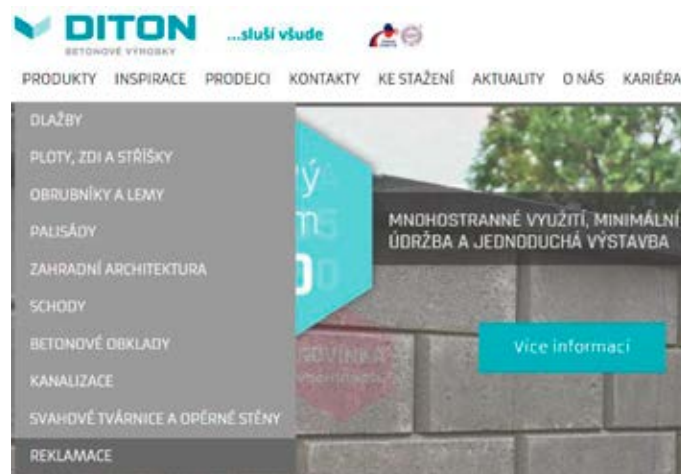 DITON
...sluší všude
BETONOVÉ VÝROBKY
PRODUKTY INSPIRACE PRODEJCI KONTAKTY KE STAŽENÍ AKTUALITY O NÁS KARIÉRA
DLAŽBY
PLOTY, ZDI A STŘÍŠKY
OBRUBNÍKY A LEMY
PALISÁDY
ZAHRADNÍ ARCHITEKTURA
SCHODY
BETONOVÉ OBKLADY
KANALIZACE
SVAHOVÉ TVÁRNICE A OPĚRNÉ STĚNY
REKLAMACE
MNOHOSTRANNÉ VYUŽITÍ, MINIMÁLNÍ
ÚDRŽBA A JEDNODUCHÁ VÝSTAVBA
Více informací